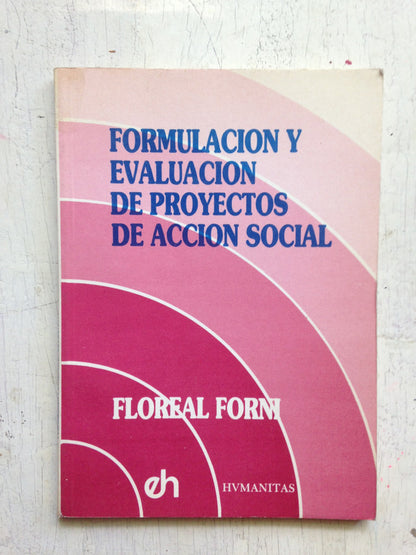 FORMULACION Y
EVALUACION
DE PROYECTOS
DE ACCION SOCIAL
FLOREAL FORNI
eh
HVMANITAS